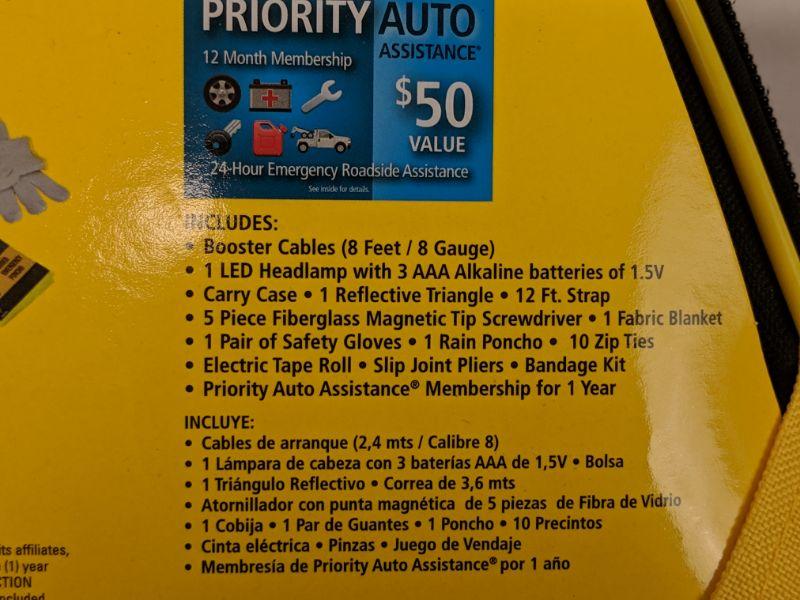 PRIORITY AUTO
ASSISTANCE®
12 Month Membership
$50
VALUE
24-Hour Emergency Roadside Assistance
See inside for details.
INCLUDES:
• Booster Cables (8 Feet / 8 Gauge)
• 1 LED Headlamp with 3 AAA Alkaline batteries of 1.5V
• Carry Case • 1 Reflective Triangle • 12 Ft. Strap
• 5 Piece Fiberglass Magnetic Tip Screwdriver • 1 Fabric Blanket
• 1 Pair of Safety Gloves • 1 Rain Poncho • 10 Zip Ties
• Electric Tape Roll • Slip Joint Pliers • Bandage Kit
• Priority Auto Assistance® Membership for 1 Year
INCLUYE:
• Cables de arranque (2,4 mts / Calibre 8)
• 1 Lámpara de cabeza con 3 baterías AAA de 1,5V • Bolsa
• 1 Triángulo Reflectivo • Correa de 3,6 mts
• Atornillador con punta magnética de 5 piezas de Fibra de Vidrio
• 1 Cobija • 1 Par de Guantes • 1 Poncho • 10 Precintos
• Cinta eléctrica • Pinzas • Juego de Vendaje
• Membresía de Priority Auto Assistance® por 1 año
its affiliates,
(1) year